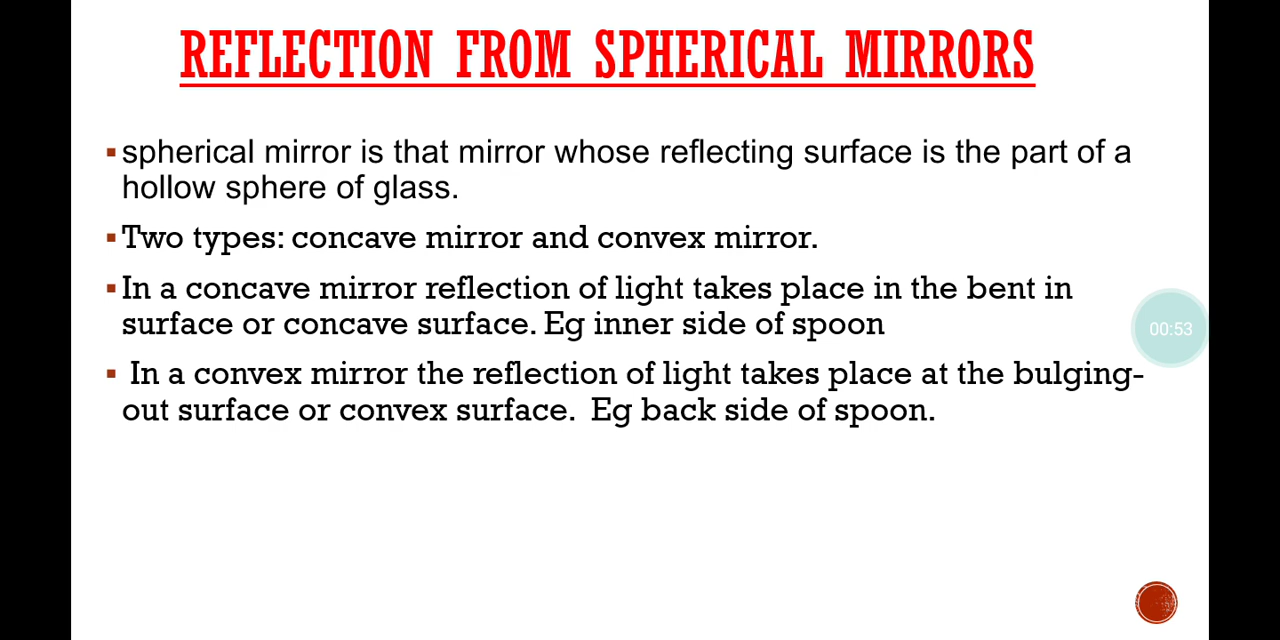 REFLECTION FROM SPHERICAL MIRRORS
▪spherical mirror is that mirror whose reflecting surface is the part of a
hollow sphere of glass.
▪Two types: concave mirror and convex mirror.
▪In a concave mirror reflection of light takes place in the bent in
surface or concave surface. Eg inner side of spoon
00:53
▪ In a convex mirror the reflection of light takes place at the bulging-
out surface or convex surface.  Eg back side of spoon.